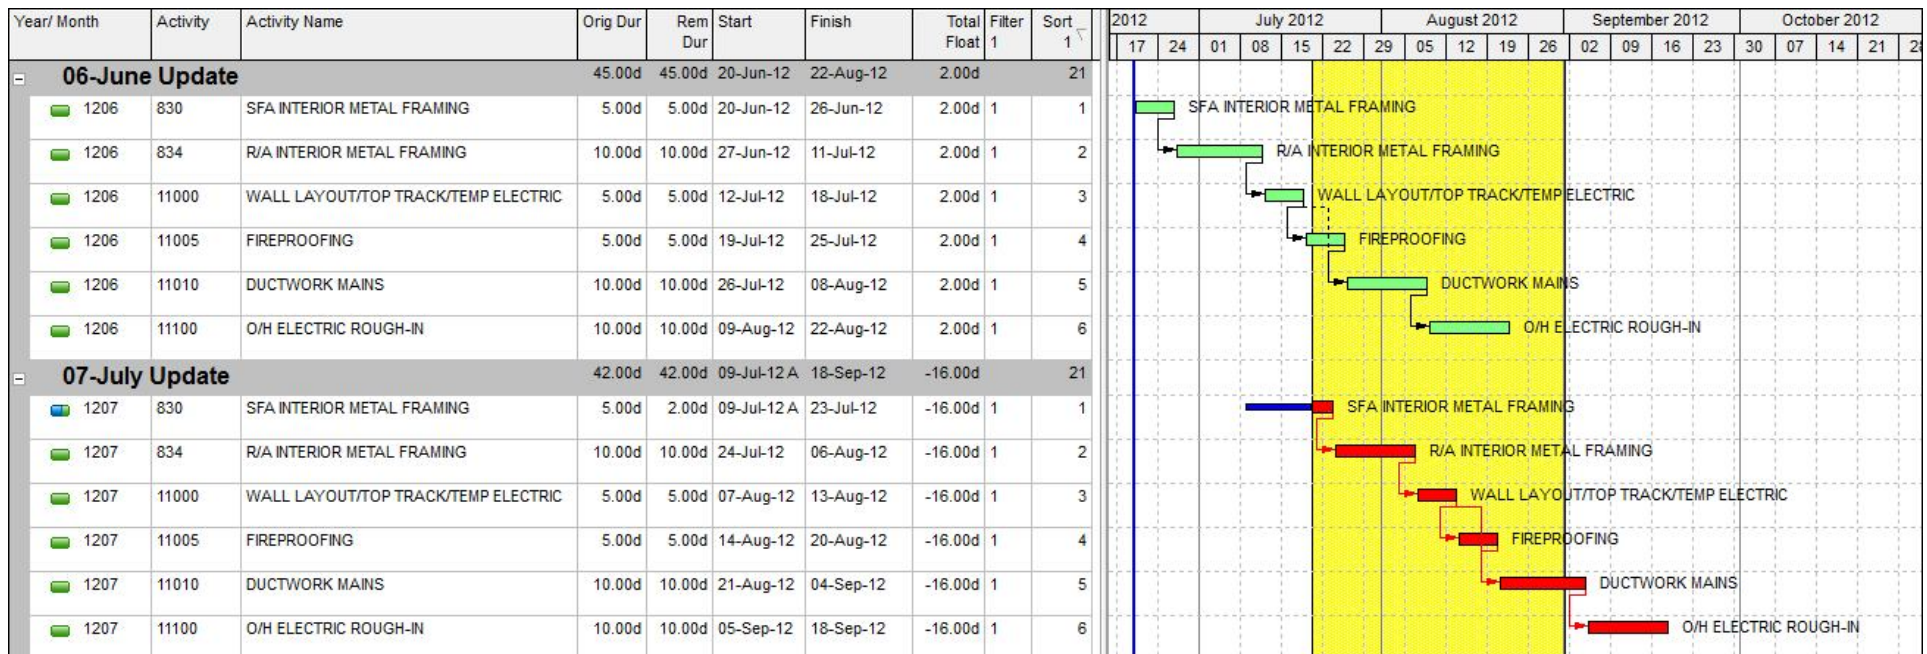 Year/ Month Activity Activity Name Orig Dur Rem Dur Start Finish Total Float Filter 1 Sort 1
2012 July 2012 August 2012 September 2012 October 2012
17 24 01 08 15 22 29 05 12 19 26 02 09 16 23 30 07 14 21
06-June Update 45.00d 45.00d 20-Jun-12 22-Aug-12 2.00d 21
1206 830 SFA INTERIOR METAL FRAMING 5.00d 5.00d 20-Jun-12 26-Jun-12 2.00d 1 1 SFA INTERIOR METAL FRAMING
1206 834 R/A INTERIOR METAL FRAMING 10.00d 10.00d 27-Jun-12 11-Jul-12 2.00d 1 2 R/A INTERIOR METAL FRAMING
1206 11000 WALL LAYOUT/TOP TRACK/TEMP ELECTRIC 5.00d 5.00d 12-Jul-12 18-Jul-12 2.00d 1 3 WALL LAYOUT/TOP TRACK/TEMP ELECTRIC
1206 11005 FIREPROOFING 5.00d 5.00d 19-Jul-12 25-Jul-12 2.00d 1 4 FIREPROOFING
1206 11010 DUCTWORK MAINS 10.00d 10.00d 26-Jul-12 08-Aug-12 2.00d 1 5 DUCTWORK MAINS
1206 11100 O/H ELECTRIC ROUGH-IN 10.00d 10.00d 09-Aug-12 22-Aug-12 2.00d 1 6 O/H ELECTRIC ROUGH-IN
07-July Update 42.00d 42.00d 09-Jul-12 A 18-Sep-12 -16.00d 21
1207 830 SFA INTERIOR METAL FRAMING 5.00d 2.00d 09-Jul-12 A 23-Jul-12 -16.00d 1 1 SFA INTERIOR METAL FRAMING
1207 834 R/A INTERIOR METAL FRAMING 10.00d 10.00d 24-Jul-12 06-Aug-12 -16.00d 1 2 R/A INTERIOR METAL FRAMING
1207 11000 WALL LAYOUT/TOP TRACK/TEMP ELECTRIC 5.00d 5.00d 07-Aug-12 13-Aug-12 -16.00d 1 3 WALL LAYOUT/TOP TRACK/TEMP ELECTRIC
1207 11005 FIREPROOFING 5.00d 5.00d 14-Aug-12 20-Aug-12 -16.00d 1 4 FIREPROOFING
1207 11010 DUCTWORK MAINS 10.00d 10.00d 21-Aug-12 04-Sep-12 -16.00d 1 5 DUCTWORK MAINS
1207 11100 O/H ELECTRIC ROUGH-IN 10.00d 10.00d 05-Sep-12 18-Sep-12 -16.00d 1 6 O/H ELECTRIC ROUGH-IN